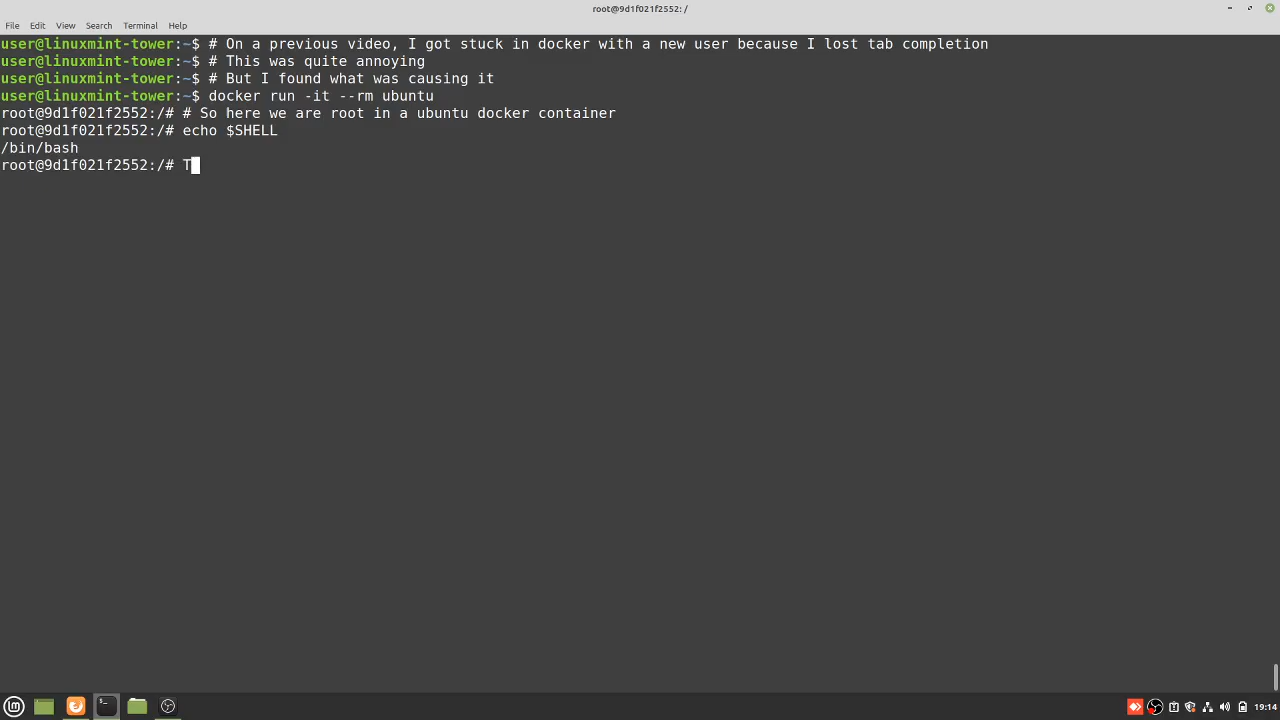 root@9d1f021f2552: /
File Edit View Search Terminal Help
user@linuxmint-tower:~$ # On a previous video, I got stuck in docker with a new user because I lost tab completion
user@linuxmint-tower:~$ # This was quite annoying
user@linuxmint-tower:~$ # But I found what was causing it
user@linuxmint-tower:~$ docker run -it --rm ubuntu
root@9d1f021f2552:/# # So here we are root in a ubuntu docker container
root@9d1f021f2552:/# echo $SHELL
/bin/bash
root@9d1f021f2552:/# T
19:14